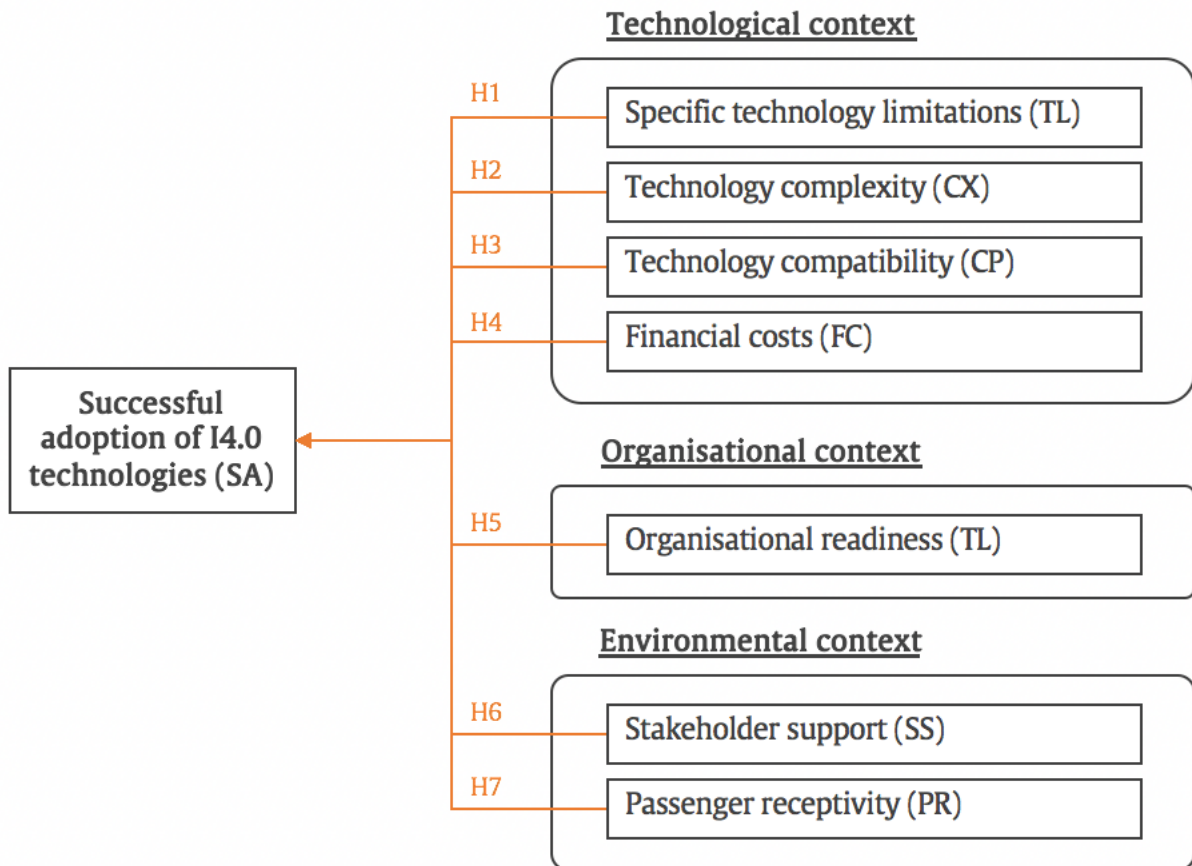 Technological context
H1
Specific technology limitations (TL)
H2
Technology complexity (CX)
H3
Technology compatibility (CP)
H4
Financial costs (FC)
Successful
adoption of I4.0
technologies (SA)
Organisational context
H5
Organisational readiness (TL)
Environmental context
H6
Stakeholder support (SS)
H7
Passenger receptivity (PR)